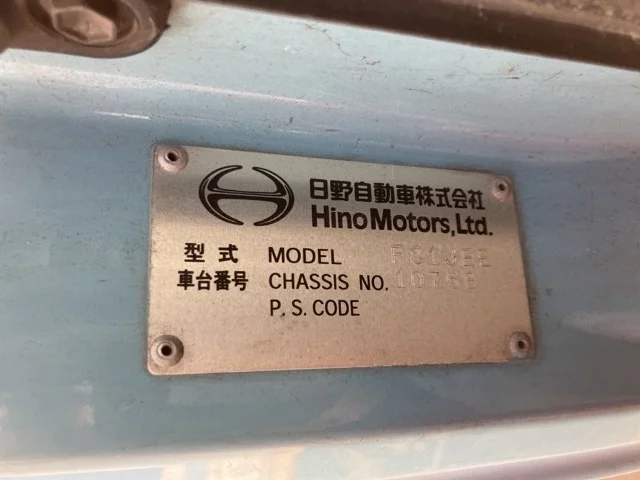 日野自動車株式会社
Hino Motors, Ltd.
型式 MODEL
車台番号 CHASSIS NO.
P.S. CODE